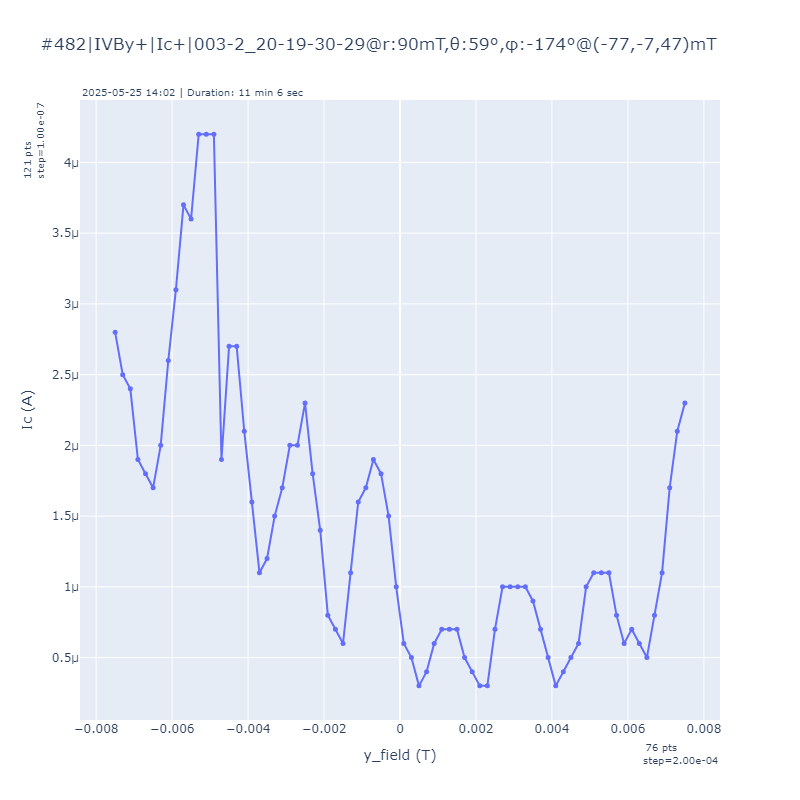 #482|IVBy+|Ic+|003-2_20-19-30-29@r:90mT,θ:59º,φ:-174º@(-77,-7,47)mT
2025-05-25 14:02 | Duration: 11 min 6 sec
121 pts
step=1.00e-07
4μ
3.5μ
3μ
2.5μ
2μ
1.5μ
1μ
0.5μ
Ic (A)
−0.008
−0.006
−0.004
−0.002
0
0.002
0.004
0.006
0.008
y_field (T)
76 pts
step=2.00e-04